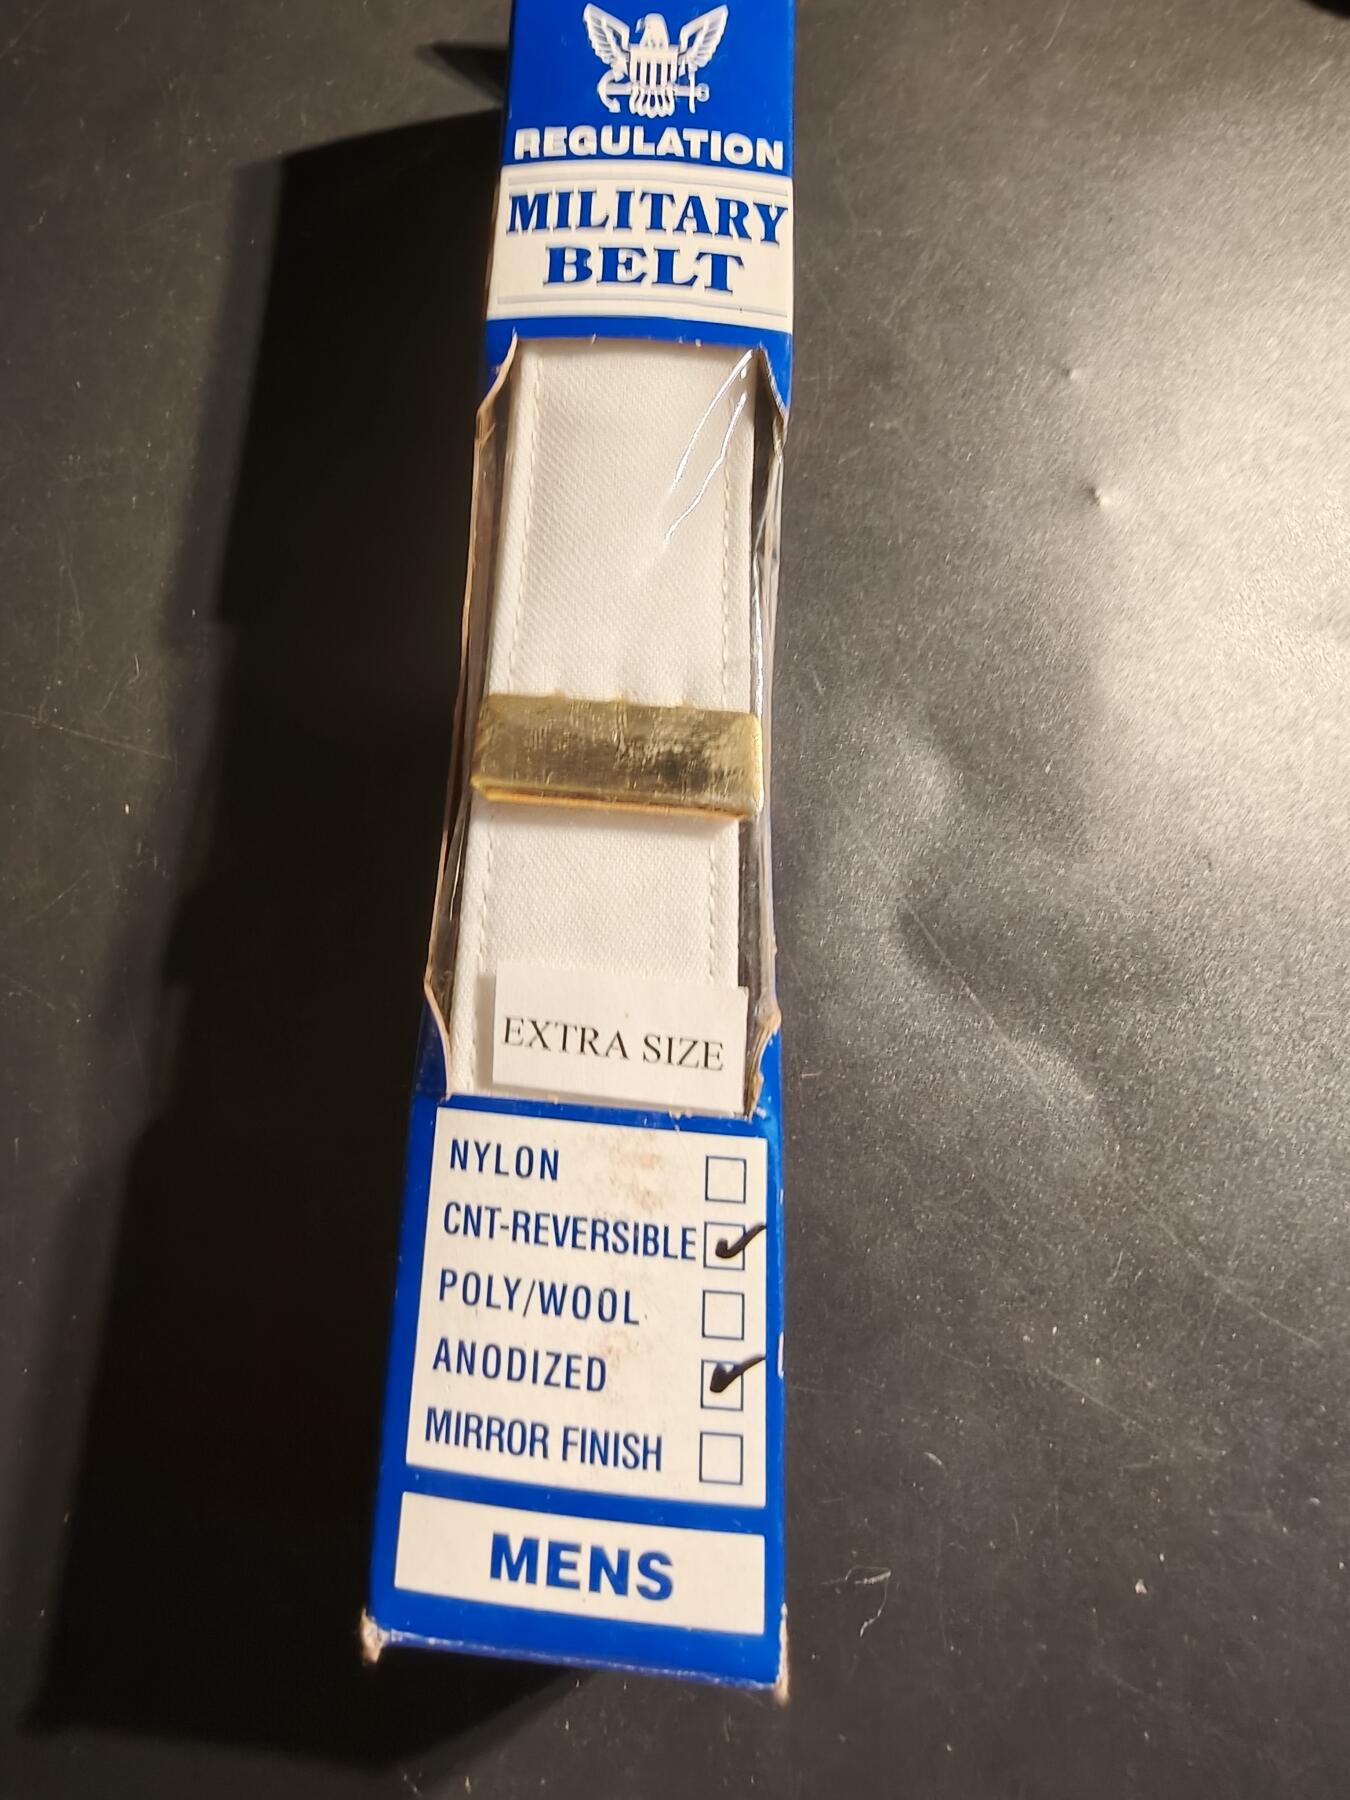 REGULATION
MILITARY
BELT
EXTRA SIZE
NYLON
CNT-REVERSIBLE
POLY/WOOL
ANODIZED
MIRROR FINISH
MENS